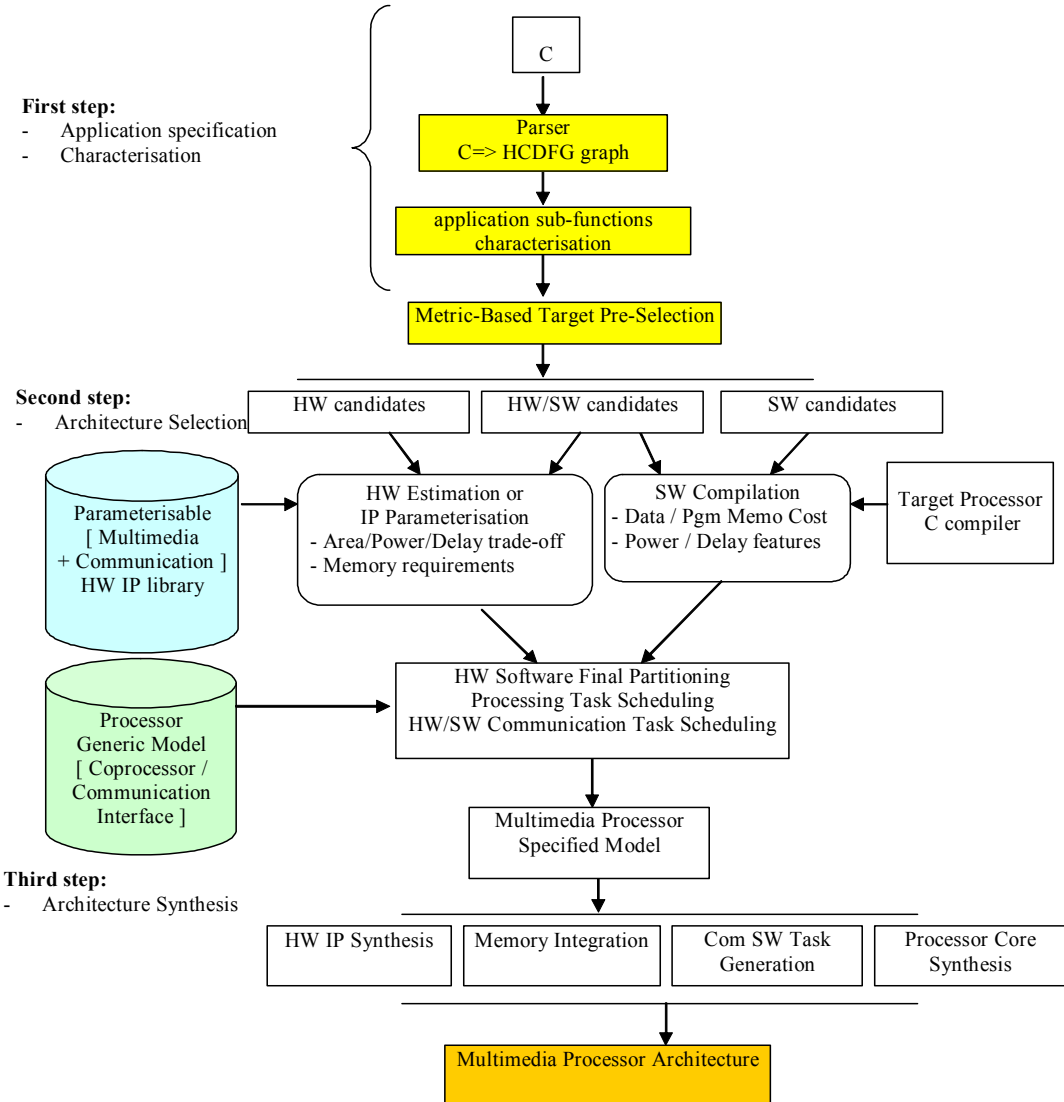 C
First step:
- Application specification
- Characterisation
Parser
C=> HCDFG graph
application sub-functions
characterisation
Metric-Based Target Pre-Selection
Second step:
- Architecture Selection
HW candidates
HW/SW candidates
SW candidates
Parameterisable
[ Multimedia
+ Communication ]
HW IP library
HW Estimation or
IP Parameterisation
- Area/Power/Delay trade-off
- Memory requirements
SW Compilation
- Data / Pgm Memo Cost
- Power / Delay features
Target Processor
C compiler
Processor
Generic Model
[ Coprocessor /
Communication
Interface ]
HW Software Final Partitioning
Processing Task Scheduling
HW/SW Communication Task Scheduling
Multimedia Processor
Specified Model
Third step:
- Architecture Synthesis
HW IP Synthesis
Memory Integration
Com SW Task
Generation
Processor Core
Synthesis
Multimedia Processor Architecture